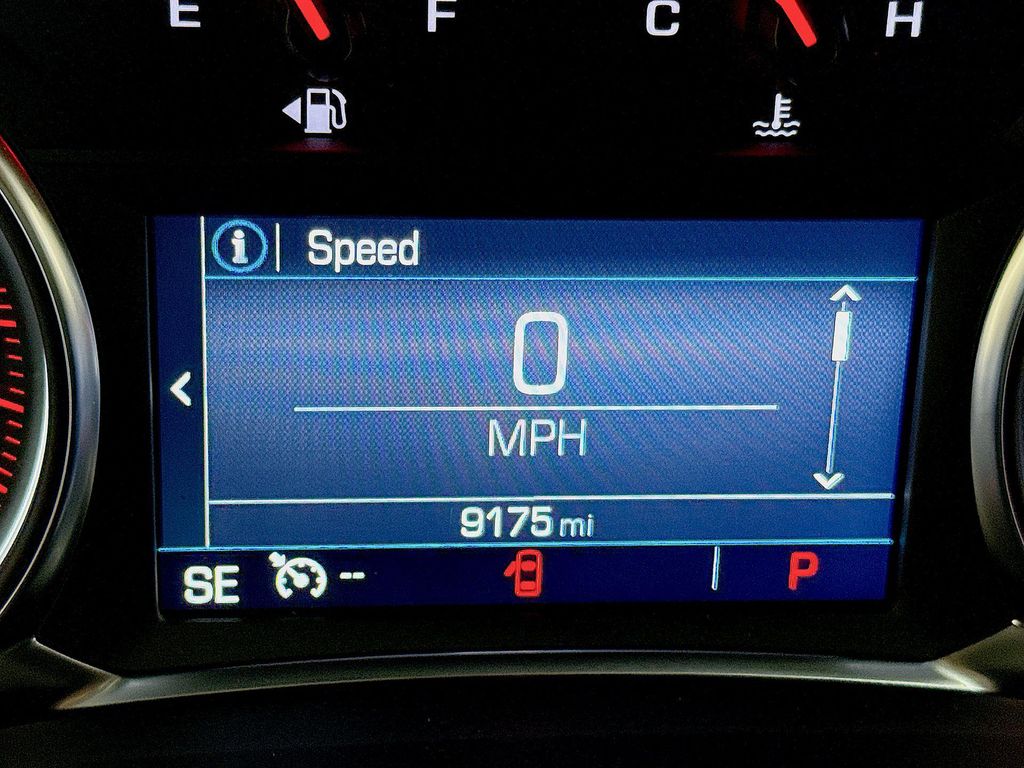 E F C H
i Speed
0
MPH
9175 mi
SE -- P